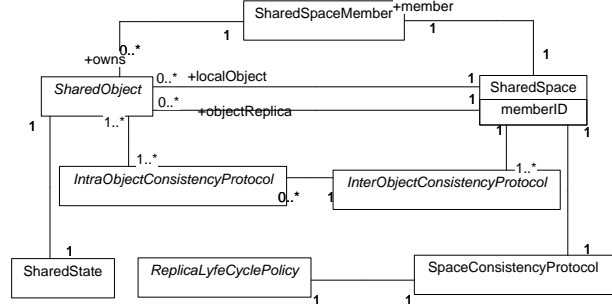 SharedSpaceMember
+member
1
1
0..*
+owns
1
SharedObject
0..*
+localObject
1
SharedSpace
0..*
+objectReplica
1
memberID
1
1..*
1
1
1..*
1..*
IntraObjectConsistencyProtocol
InterObjectConsistencyProtocol
0..*
1
1
1
SharedState
ReplicaLyfeCyclePolicy
SpaceConsistencyProtocol
1
1